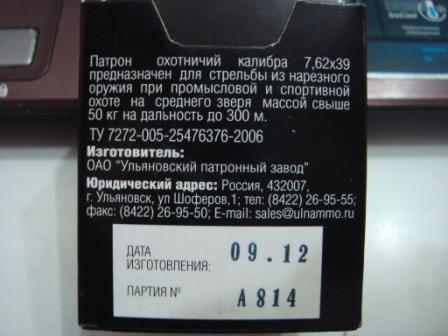 Патрон охотничий калибра 7,62х39
предназначен для стрельбы из нарезного
оружия при промысловой и спортивной
охоте на среднего зверя массой свыше
50 кг на дальность до 300 м.
ТУ 7272-005-25476376-2006
Изготовитель:
ОАО "Ульяновский патронный завод"
Юридический адрес: Россия, 432007,
г. Ульяновск, ул Шоферов,1; тел: (8422) 26-95-55;
факс: (8422) 26-95-50; E-mail: sales@ulnammo.ru
ДАТА
ИЗГОТОВЛЕНИЯ: 09.12
ПАРТИЯ № А814